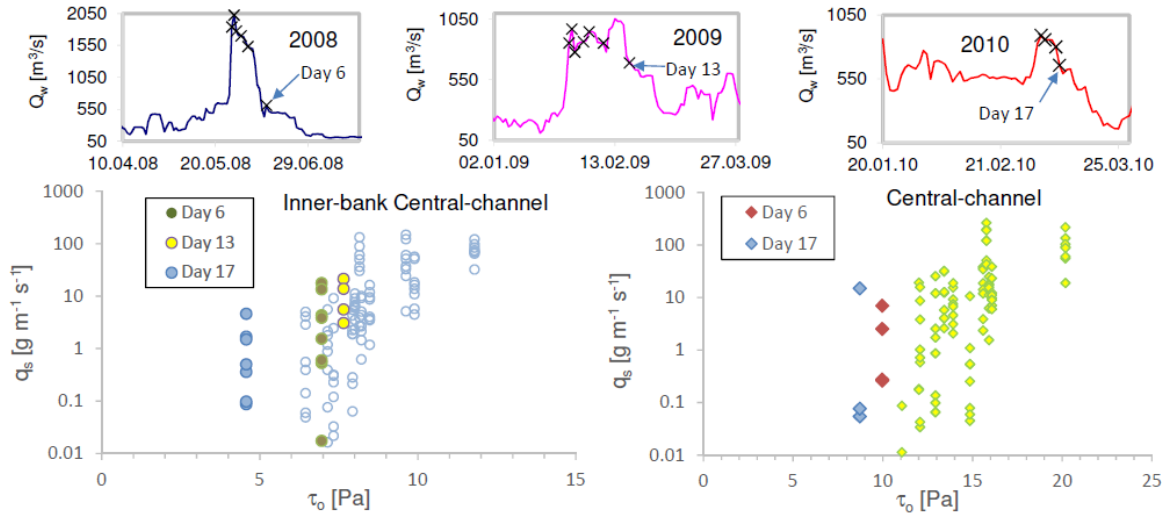 2050
1550
1050
550
50
Qw [m³/s]
2008
Day 6
10.04.08
20.05.08
29.06.08
1050
550
50
Qw [m³/s]
2009
Day 13
02.01.09
13.02.09
27.03.09
1050
550
50
Qw [m³/s]
2010
Day 17
20.01.10
21.02.10
25.03.10
Inner-bank Central-channel
Day 6
Day 13
Day 17
1000
100
10
1
0.1
0.01
qs [g m⁻¹ s⁻¹]
0
5
10
15
τo [Pa]
Central-channel
Day 6
Day 17
1000
100
10
1
0.1
0.01
qs [g m⁻¹ s⁻¹]
0
5
10
15
20
25
τo [Pa]